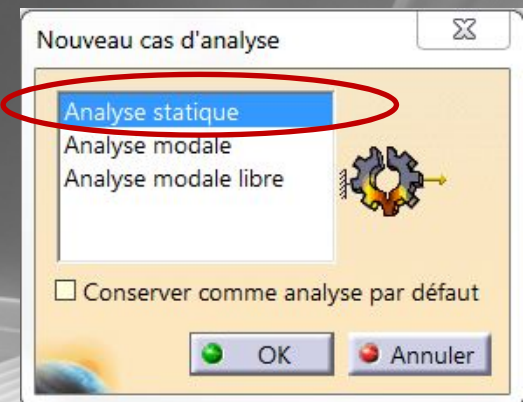 Nouveau cas d'analyse
Analyse statique
Analyse modale
Analyse modale libre
Conserver comme analyse par défaut
OK
Annuler